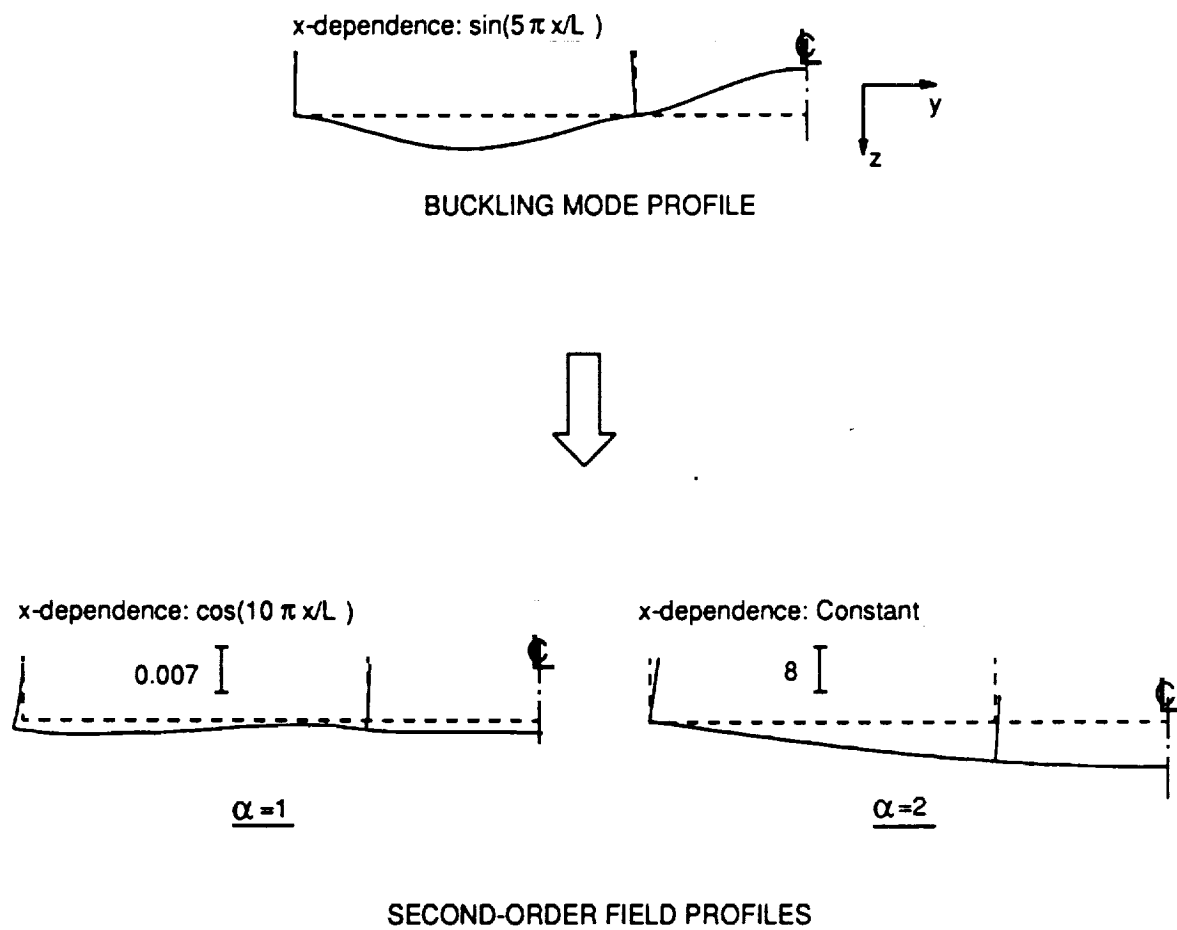 x-dependence: sin(5 π x/L )
℄
y
z
BUCKLING MODE PROFILE
x-dependence: cos(10 π x/L )
0.007
℄
x-dependence: Constant
8
℄
α=1
α=2
SECOND-ORDER FIELD PROFILES